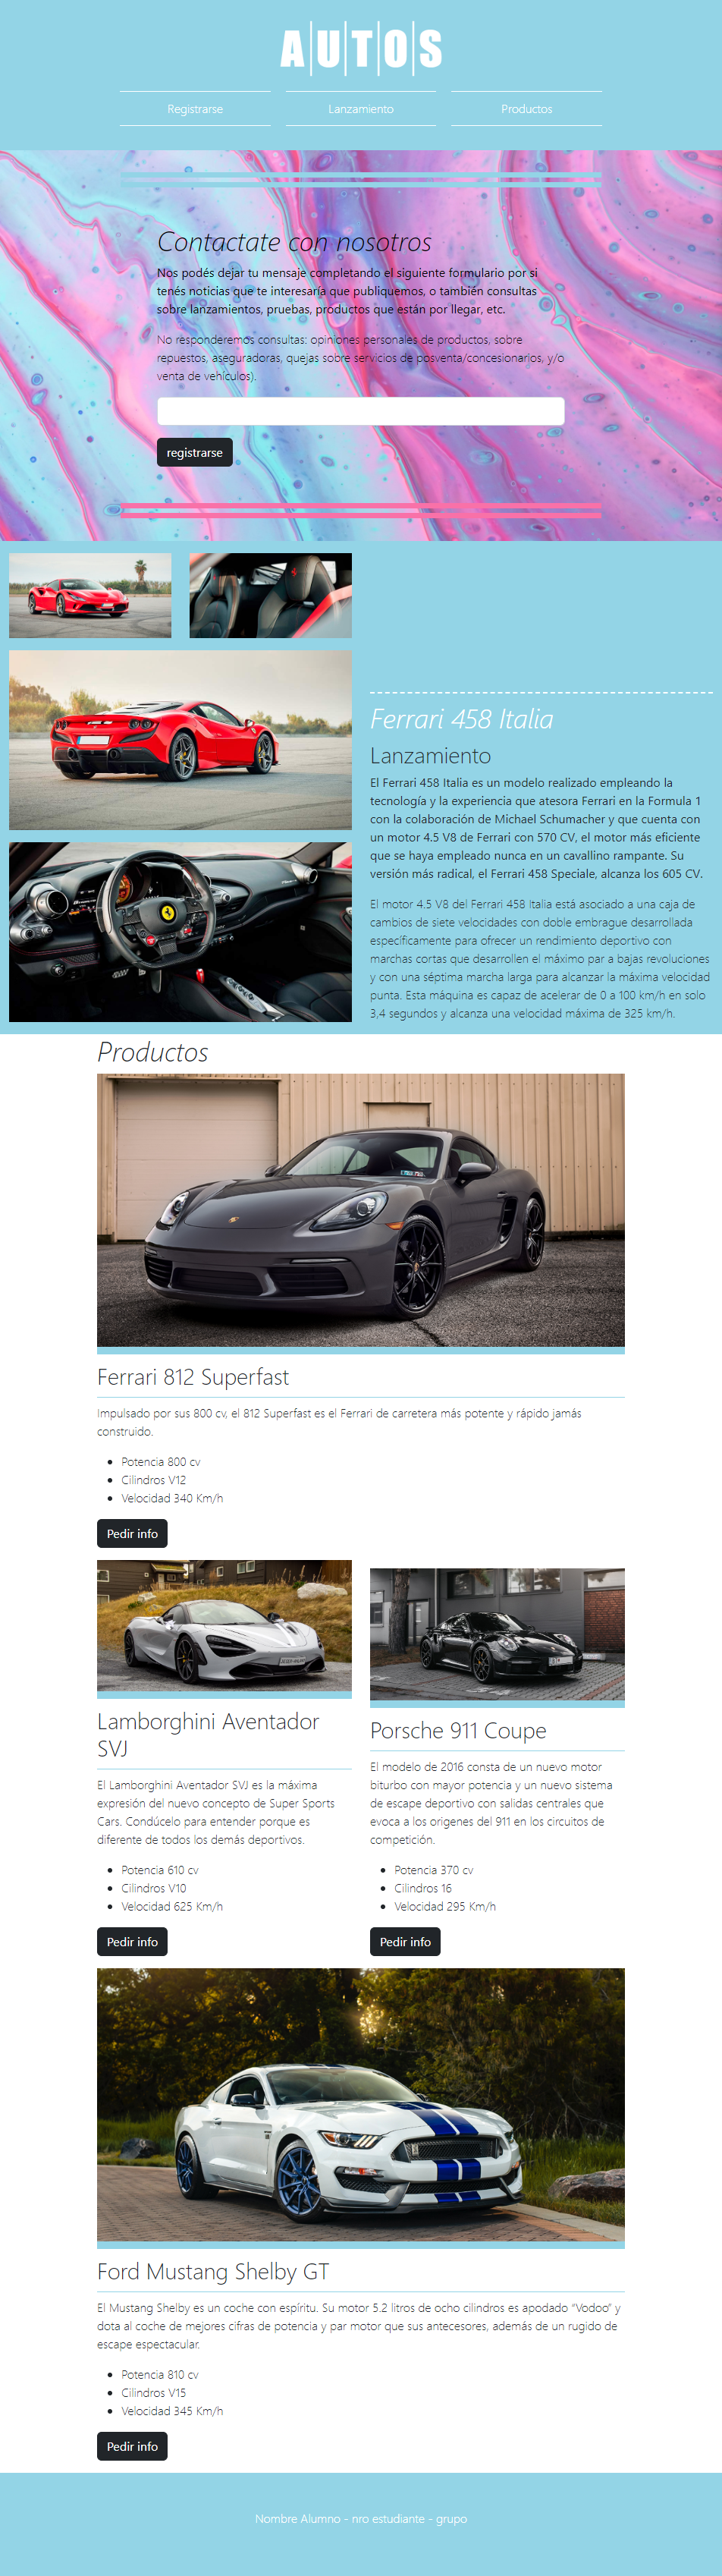 AUTOS
Registrarse
Lanzamiento
Productos
Contactate con nosotros
Nos podés dejar tu mensaje completando el siguiente formulario por si
tenés noticias que te interesaría que publiquemos, o también consultas
sobre lanzamientos, pruebas, productos que están por llegar, etc.
No responderemos consultas: opiniones personales de productos, sobre
repuestos, aseguradoras, quejas sobre servicios de posventa/concesionarios, y/o
venta de vehículos).
registrarse
Ferrari 458 Italia
Lanzamiento
El Ferrari 458 Italia es un modelo realizado empleando la
tecnología y la experiencia que atesora Ferrari en la Formula 1
con la colaboración de Michael Schumacher y que cuenta con
un motor 4.5 V8 de Ferrari con 570 CV, el motor más eficiente
que se haya empleado nunca en un cavallino rampante. Su
versión más radical, el Ferrari 458 Speciale, alcanza los 605 CV.
El motor 4.5 V8 del Ferrari 458 Italia está asociado a una caja de
cambios de siete velocidades con doble embrague desarrollada
específicamente para ofrecer un rendimiento deportivo con
marchas cortas que desarrollen el máximo par a bajas revoluciones
y con una séptima marcha larga para alcanzar la máxima velocidad
punta. Esta máquina es capaz de acelerar de 0 a 100 km/h en solo
3,4 segundos y alcanza una velocidad máxima de 325 km/h.
Productos
Ferrari 812 Superfast
Impulsado por sus 800 cv, el 812 Superfast es el Ferrari de carretera más potente y rápido jamás
construido.
Potencia 800 cv
Cilindros V12
Velocidad 340 Km/h
Pedir info
Lamborghini Aventador
SVJ
El Lamborghini Aventador SVJ es la máxima
expresión del nuevo concepto de Super Sports
Cars. Condúcelo para entender porque es
diferente de todos los demás deportivos.
Potencia 610 cv
Cilindros V10
Velocidad 625 Km/h
Pedir info
Porsche 911 Coupe
El modelo de 2016 consta de un nuevo motor
biturbo con mayor potencia y un nuevo sistema
de escape deportivo con salidas centrales que
evoca a los origenes del 911 en los circuitos de
competición.
Potencia 370 cv
Cilindros 16
Velocidad 295 Km/h
Pedir info
Ford Mustang Shelby GT
El Mustang Shelby es un coche con espíritu. Su motor 5.2 litros de ocho cilindros es apodado “Vodoo” y
dota al coche de mejores cifras de potencia y par motor que sus antecesores, además de un rugido de
escape espectacular.
Potencia 810 cv
Cilindros V15
Velocidad 345 Km/h
Pedir info
Nombre Alumno - nro estudiante - grupo